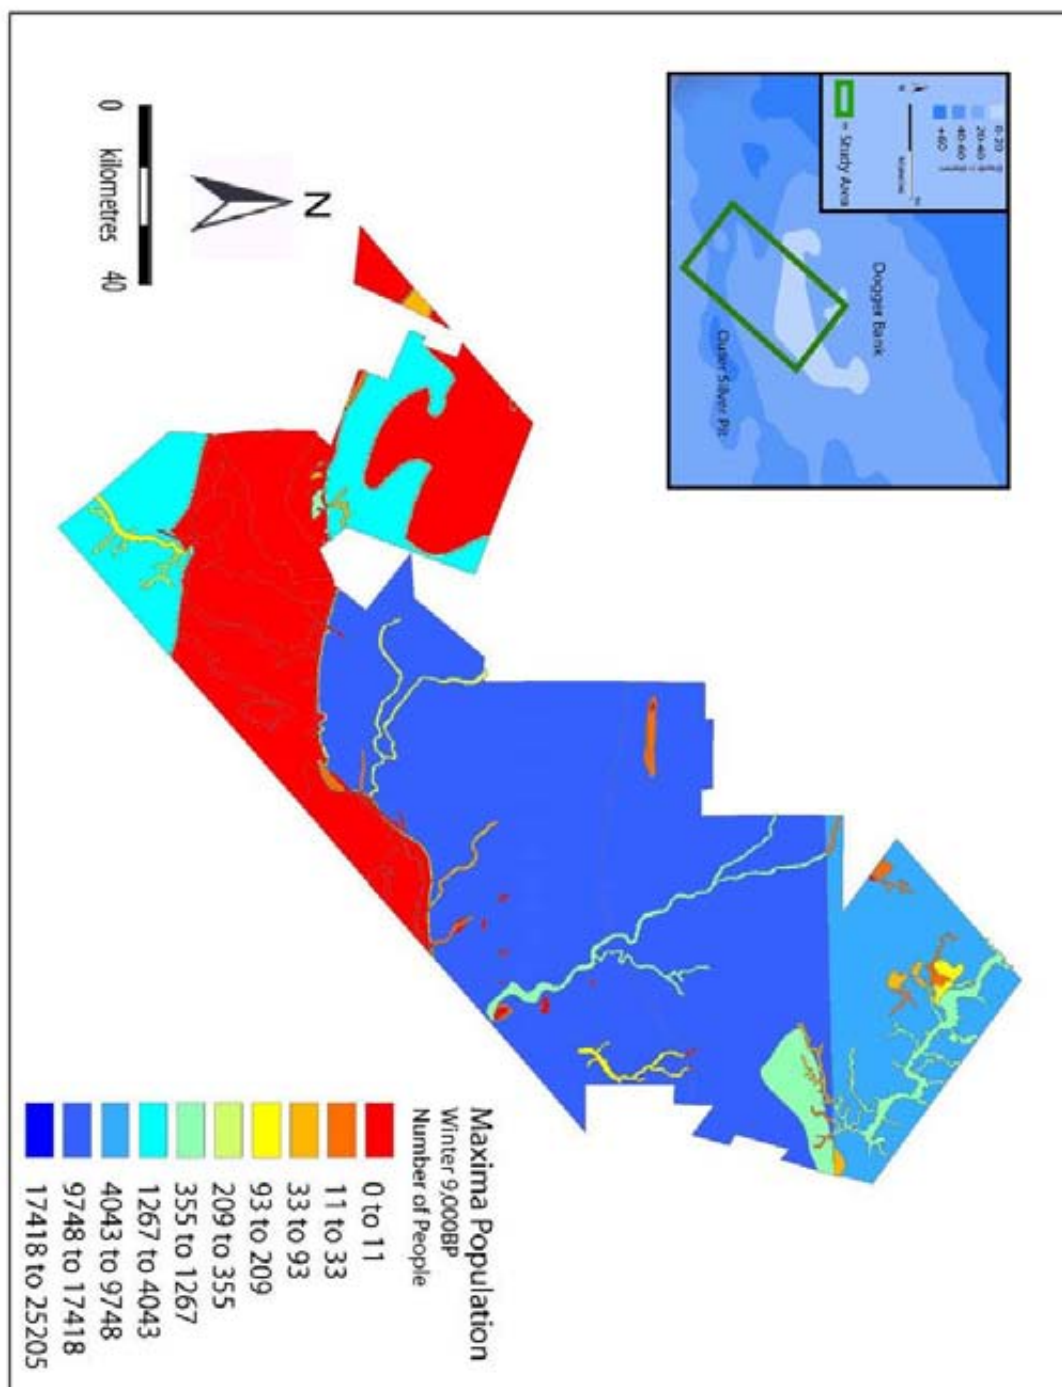 Dogger Bank
Outer Silver Pit
0-20
20-40
40-60
+60
= Study Area
N
0
kilometres
40
Maxima Population
Winter 9,000BP
Number of People
0 to 11
11 to 33
33 to 93
93 to 209
209 to 355
355 to 1267
1267 to 4043
4043 to 9748
9748 to 17418
17418 to 25205